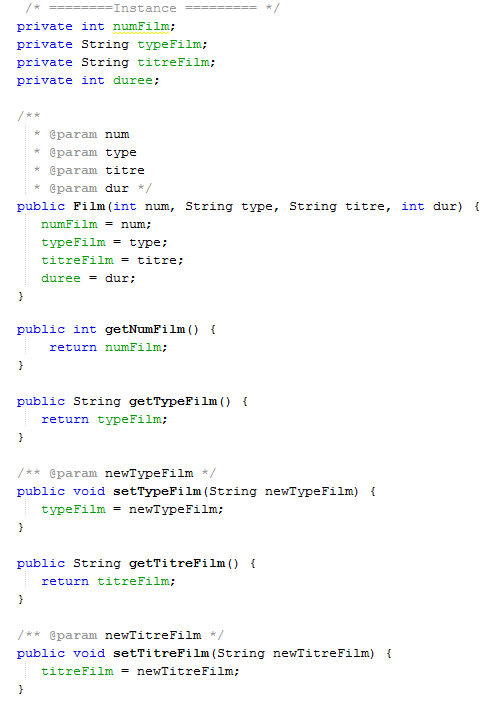 /* ========Instance ========= */
private int numFilm;
private String typeFilm;
private String titreFilm;
private int duree;
/**
* @param num
* @param type
* @param titre
* @param dur */
public Film(int num, String type, String titre, int dur) {
numFilm = num;
typeFilm = type;
titreFilm = titre;
duree = dur;
}
public int getNumFilm() {
return numFilm;
}
public String getTypeFilm() {
return typeFilm;
}
/** @param newTypeFilm */
public void setTypeFilm(String newTypeFilm) {
typeFilm = newTypeFilm;
}
public String getTitreFilm() {
return titreFilm;
}
/** @param newTitreFilm */
public void setTitreFilm(String newTitreFilm) {
titreFilm = newTitreFilm;
}